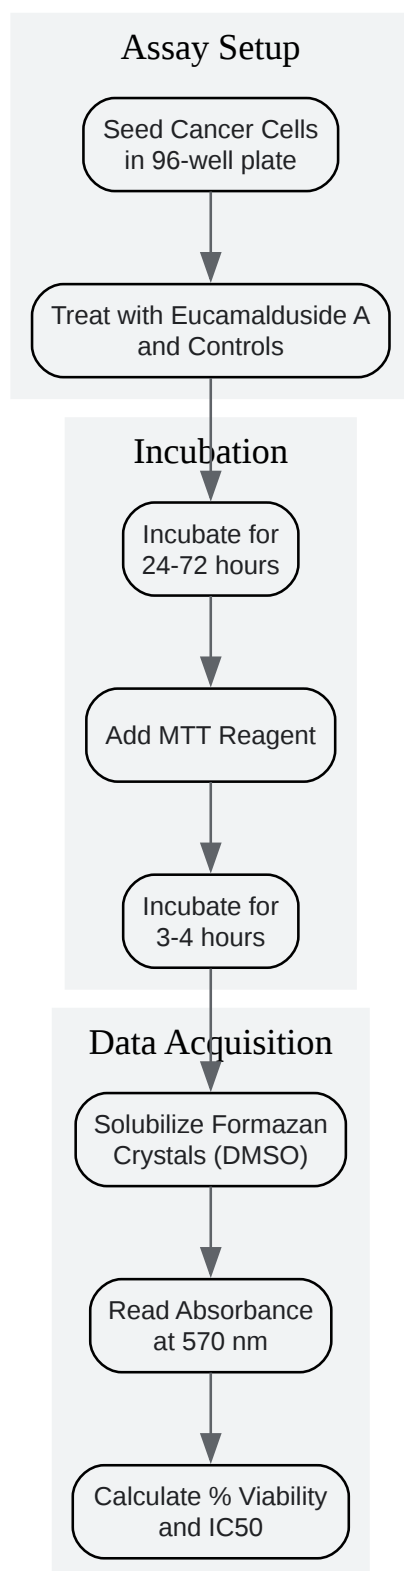 Assay Setup
Seed Cancer Cells
in 96-well plate
Treat with Eucamalduside A
and Controls
Incubation
Incubate for
24-72 hours
Add MTT Reagent
Incubate for
3-4 hours
Data Acquisition
Solubilize Formazan
Crystals (DMSO)
Read Absorbance
at 570 nm
Calculate % Viability
and IC50